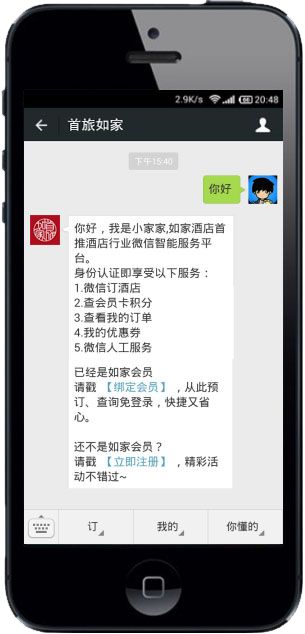 2.9K/s 20:48
首旅如家
下午15:40
你好
你好，我是小家家,如家酒店首
推酒店行业微信智能服务平
台。
身份认证即享受以下服务：
1.微信订酒店
2.查会员卡积分
3.查看我的订单
4.我的优惠券
5.微信人工服务
已经是如家会员
请戳 【绑定会员】 ，从此预
订、查询免登录，快捷又省
心。
还不是如家会员？
请戳 【立即注册】 ，精彩活
动不错过~
订
我的
你懂的